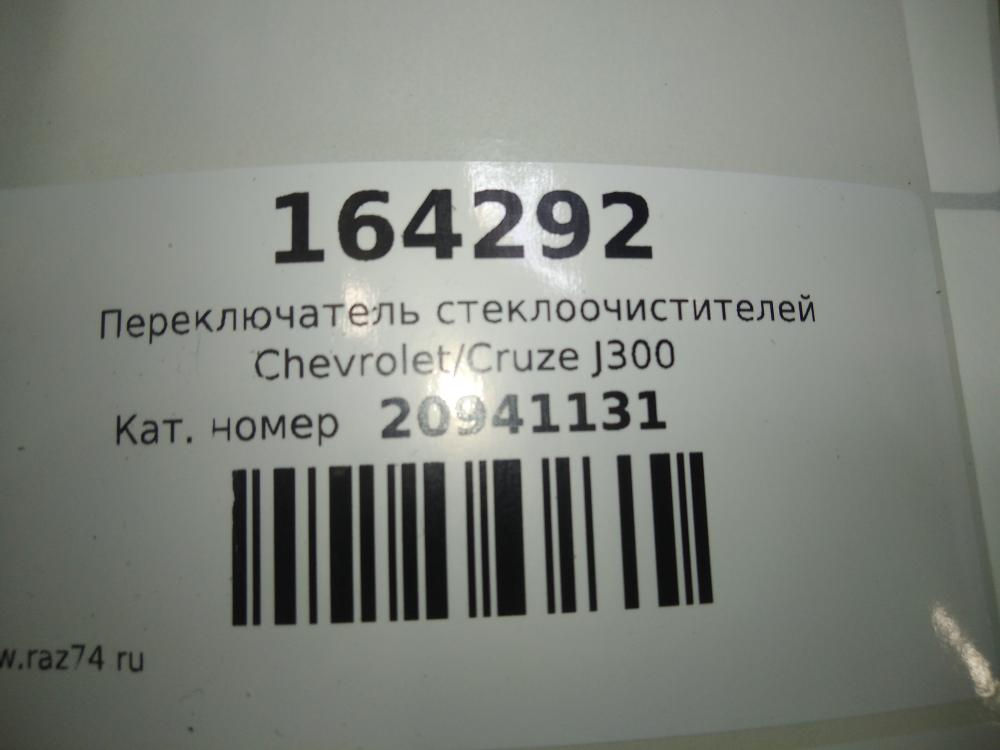 164292
Переключатель стеклоочистителей
Chevrolet/Cruze J300
Кат. номер 20941131
w.raz74 ru